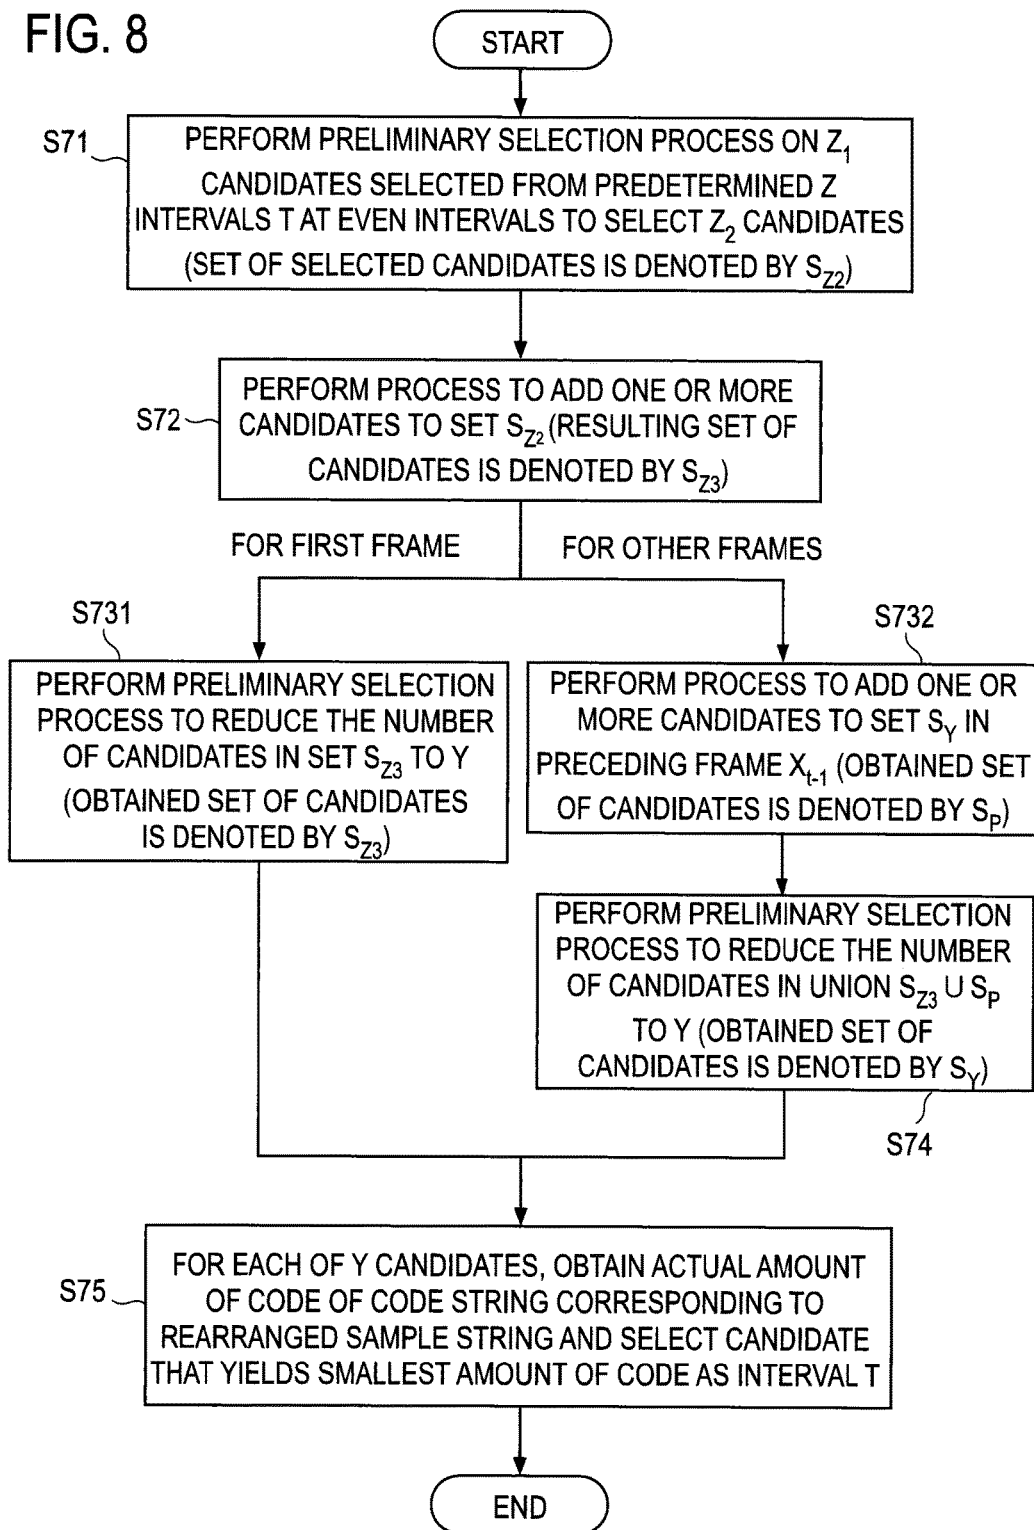 FIG. 8
START
S71
PERFORM PRELIMINARY SELECTION PROCESS ON Z1
CANDIDATES SELECTED FROM PREDETERMINED Z
INTERVALS T AT EVEN INTERVALS TO SELECT Z2 CANDIDATES
(SET OF SELECTED CANDIDATES IS DENOTED BY SZ2)
S72
PERFORM PROCESS TO ADD ONE OR MORE
CANDIDATES TO SET SZ2 (RESULTING SET OF
CANDIDATES IS DENOTED BY SZ3)
FOR FIRST FRAME
FOR OTHER FRAMES
S731
PERFORM PRELIMINARY SELECTION
PROCESS TO REDUCE THE NUMBER
OF CANDIDATES IN SET SZ3 TO Y
(OBTAINED SET OF CANDIDATES
IS DENOTED BY SZ3)
S732
PERFORM PROCESS TO ADD ONE OR
MORE CANDIDATES TO SET SY IN
PRECEDING FRAME Xt-1 (OBTAINED SET
OF CANDIDATES IS DENOTED BY SP)
PERFORM PRELIMINARY SELECTION
PROCESS TO REDUCE THE NUMBER
OF CANDIDATES IN UNION SZ3 ∪ SP
TO Y (OBTAINED SET OF
CANDIDATES IS DENOTED BY SY)
S74
S75
FOR EACH OF Y CANDIDATES, OBTAIN ACTUAL AMOUNT
OF CODE OF CODE STRING CORRESPONDING TO
REARRANGED SAMPLE STRING AND SELECT CANDIDATE
THAT YIELDS SMALLEST AMOUNT OF CODE AS INTERVAL T
END